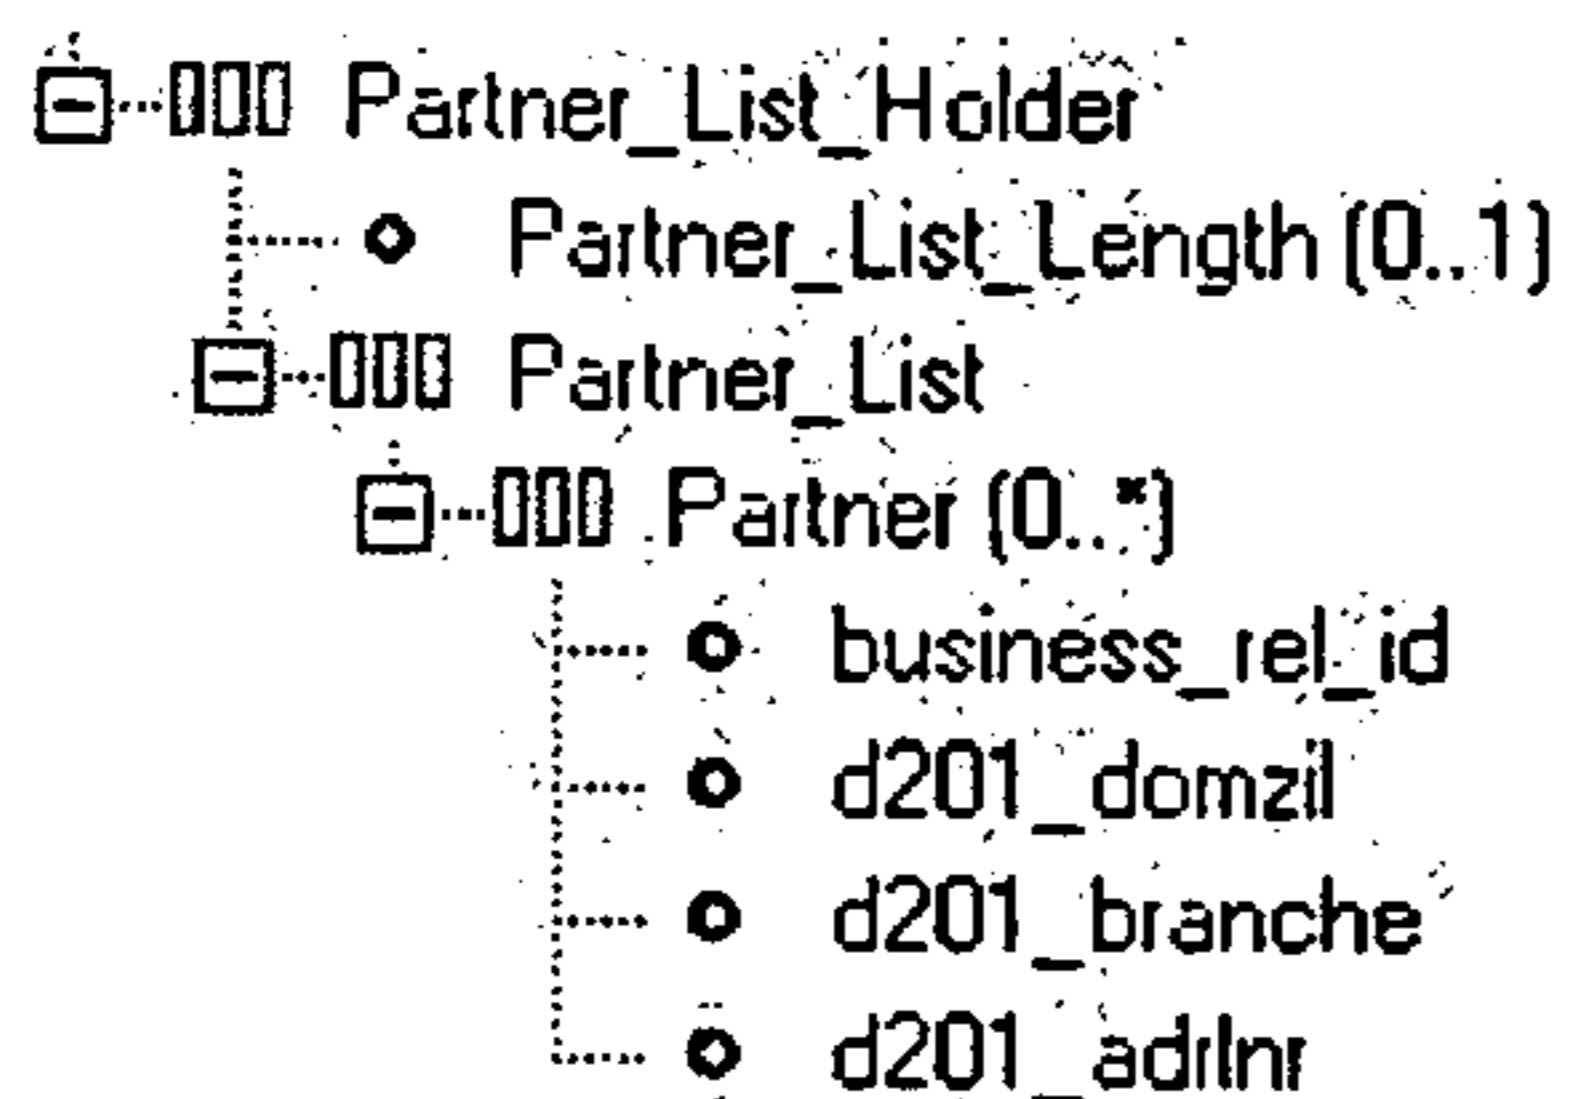 Partner_List_Holder
Partner_List_Length (0..1)
Partner_List
Partner (0..*)
business_rel_id
d201_domzil
d201_branche
d201_adrlnr